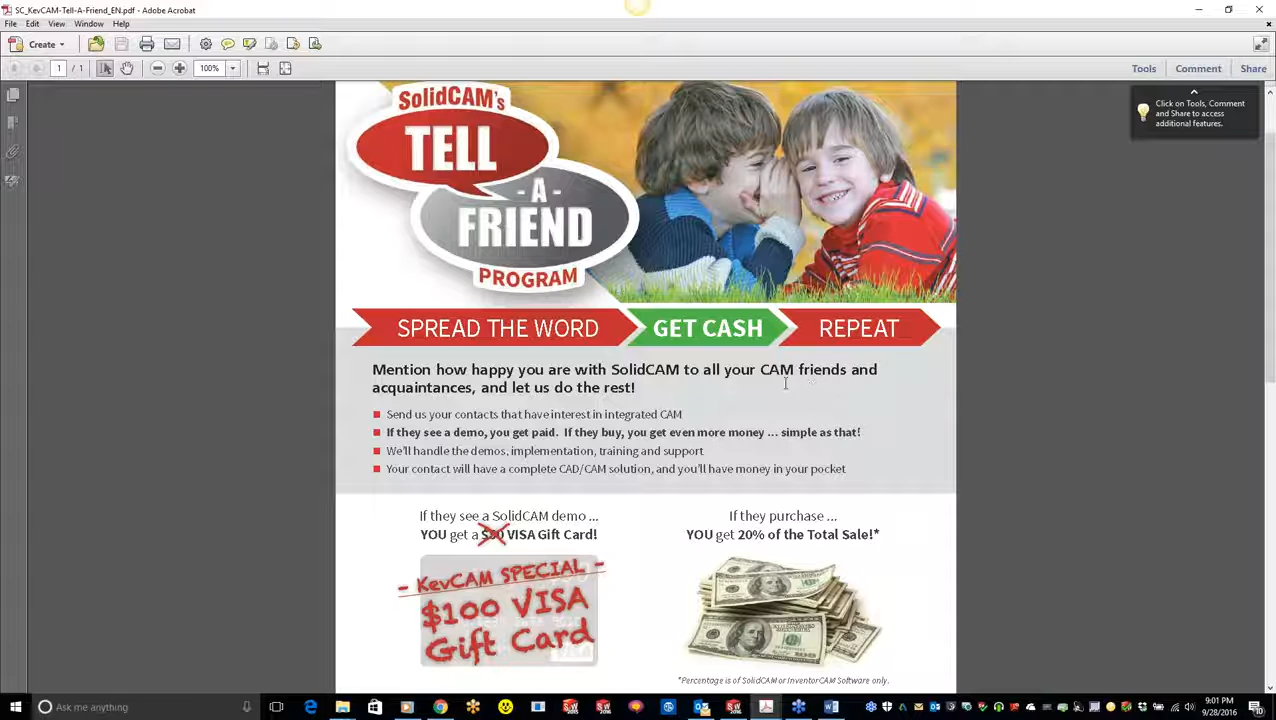 SC_KevCAM-Tell-A-Friend_EN.pdf - Adobe Acrobat
File Edit View Window Help
Create
1 / 1 100% Tools Comment Share
Click on Tools, Comment
and Share to access
additional features.
SolidCAM's
TELL
- A -
FRIEND
PROGRAM
SPREAD THE WORD GET CASH REPEAT
Mention how happy you are with SolidCAM to all your CAM friends and
acquaintances, and let us do the rest!
Send us your contacts that have interest in integrated CAM
If they see a demo, you get paid. If they buy, you get even more money ... simple as that!
We'll handle the demos, implementation, training and support
Your contact will have a complete CAD/CAM solution, and you'll have money in your pocket
If they see a SolidCAM demo ...
YOU get a $50 VISA Gift Card!
- KevCAM SPECIAL -
$100 VISA
Gift Card
If they purchase ...
YOU get 20% of the Total Sale!*
*Percentage is of SolidCAM or InventorCAM Software only.
Ask me anything
9:01 PM
9/28/2016